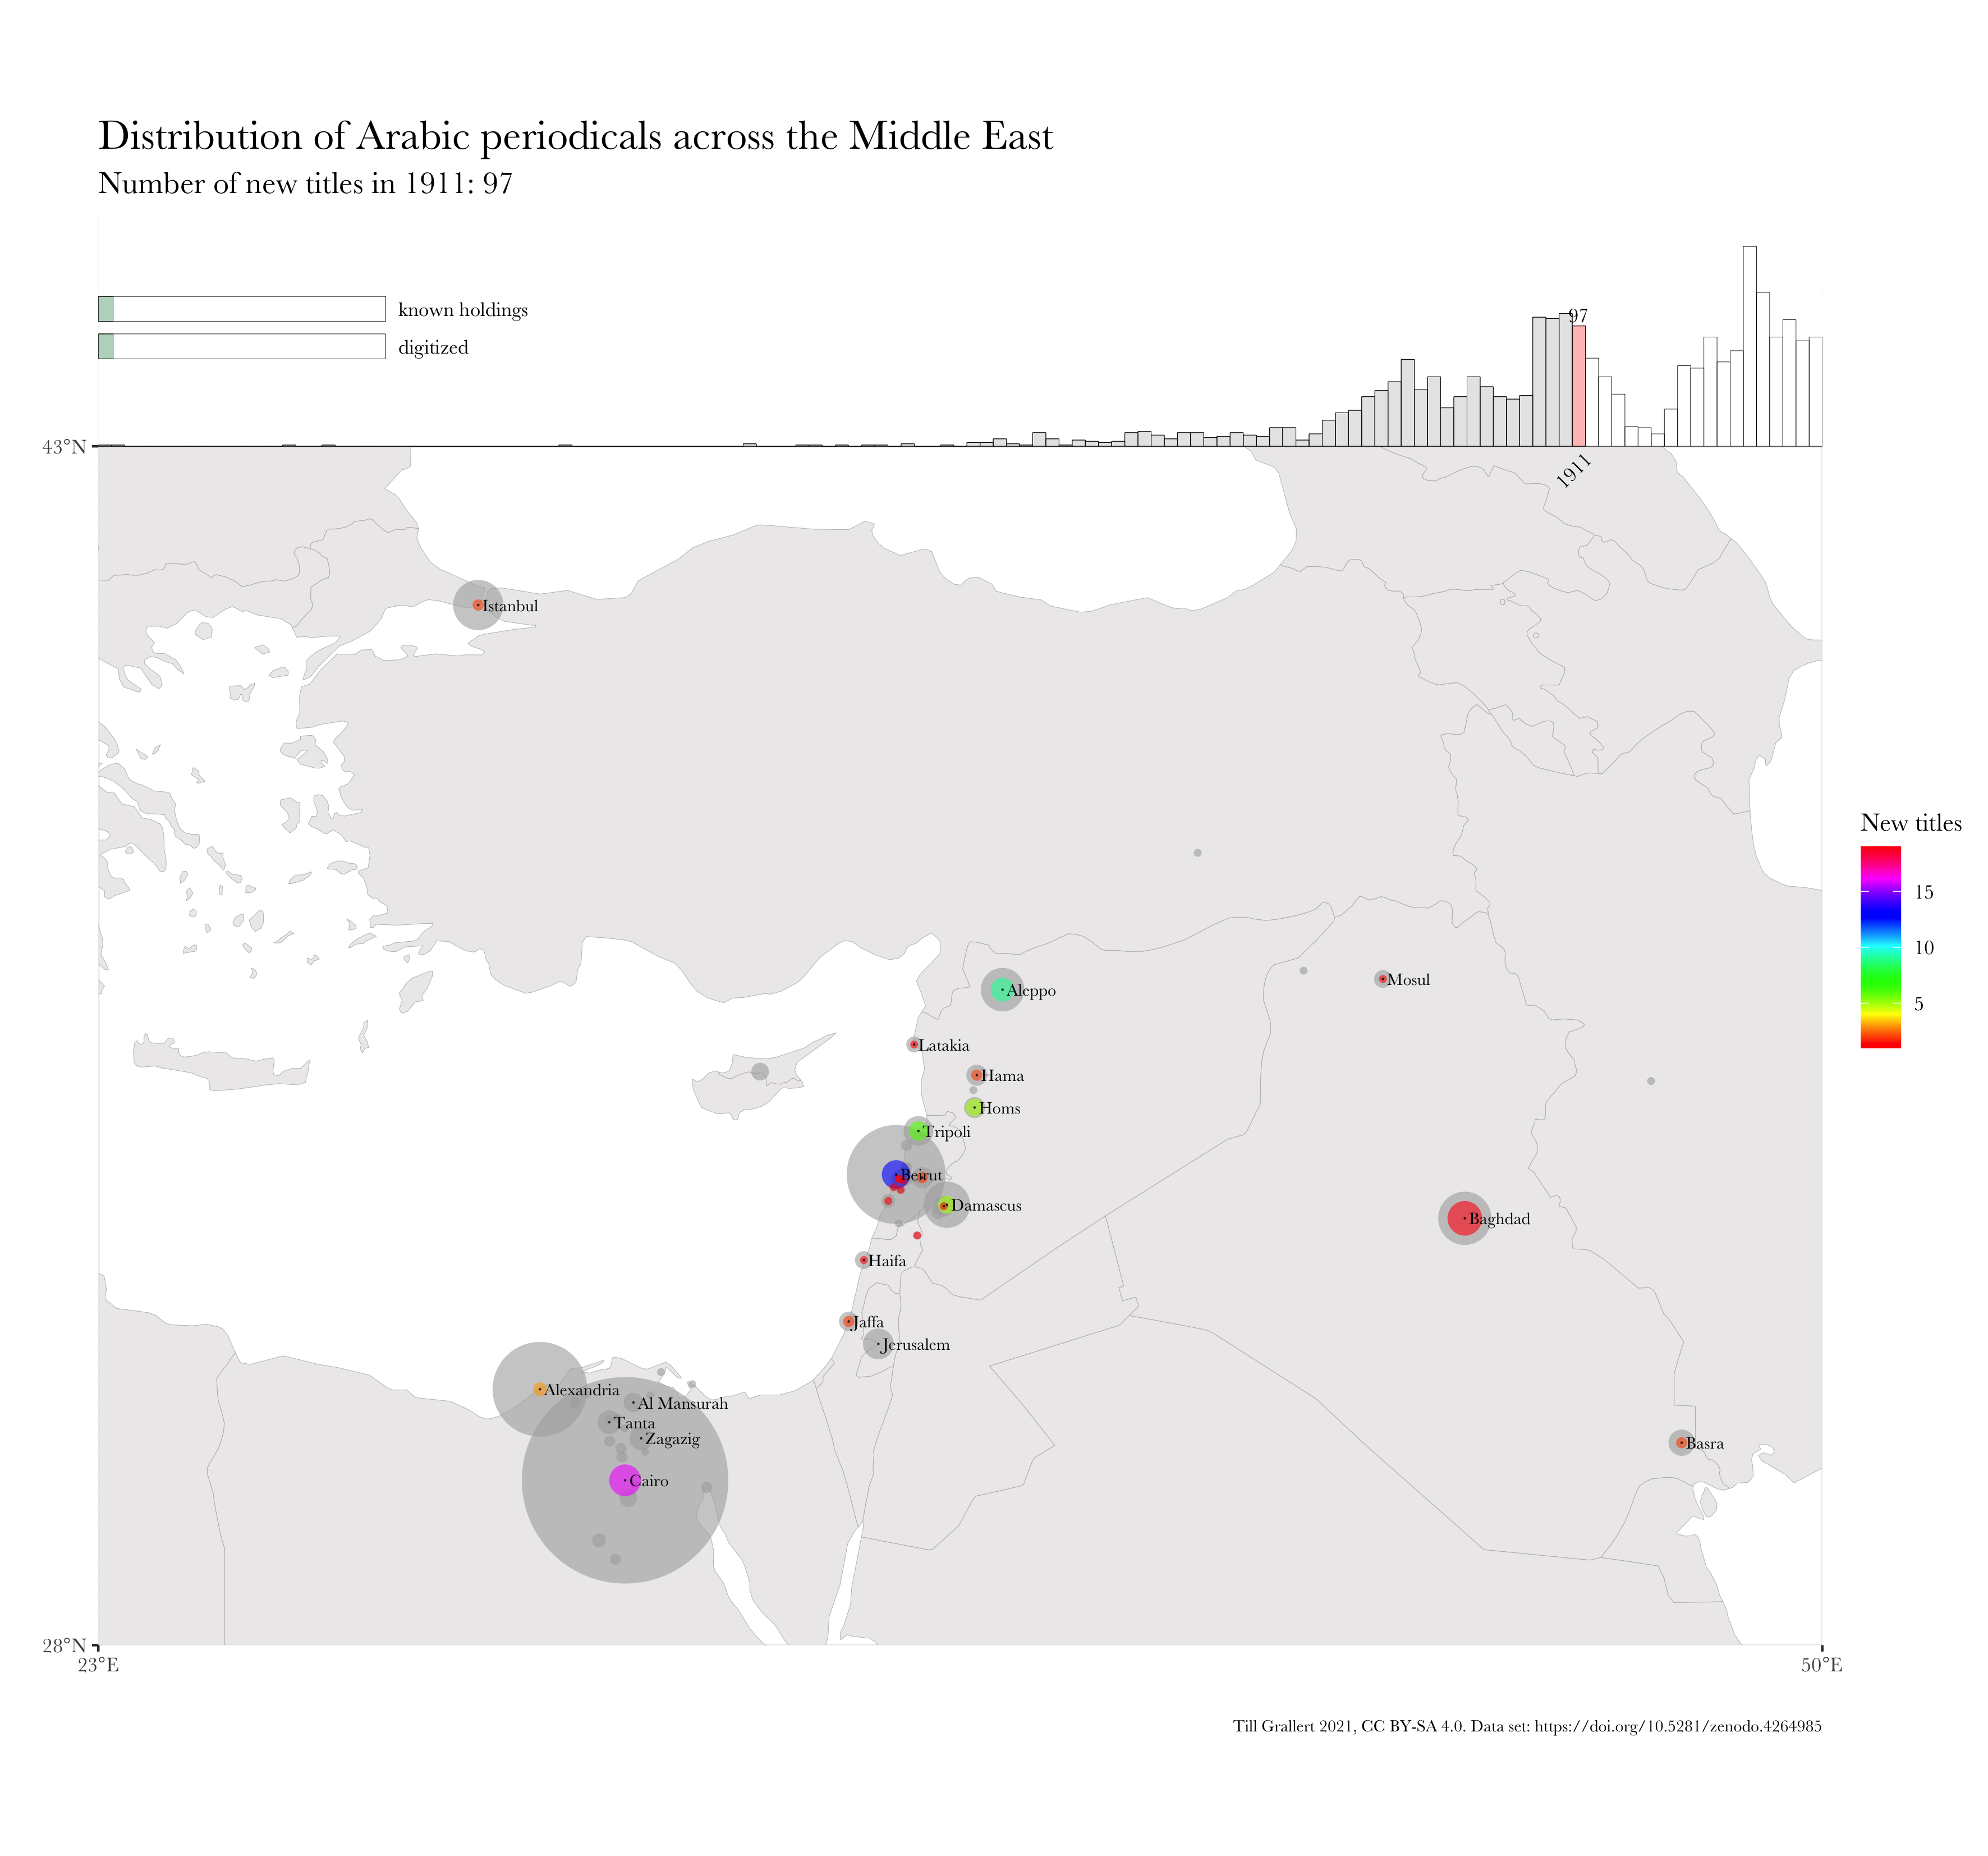 Distribution of Arabic periodicals across the Middle East
Number of new titles in 1911: 97
known holdings
digitized
97
1911
43°N
Istanbul
New titles
15
10
5
Aleppo
Mosul
Latakia
Hama
Homs
Tripoli
Beirut
Damascus
Baghdad
Haifa
Jaffa
Jerusalem
Alexandria
Al Mansurah
Tanta
Zagazig
Basra
Cairo
28°N
23°E
50°E
Till Grallert 2021, CC BY-SA 4.0. Data set: https://doi.org/10.5281/zenodo.4264985